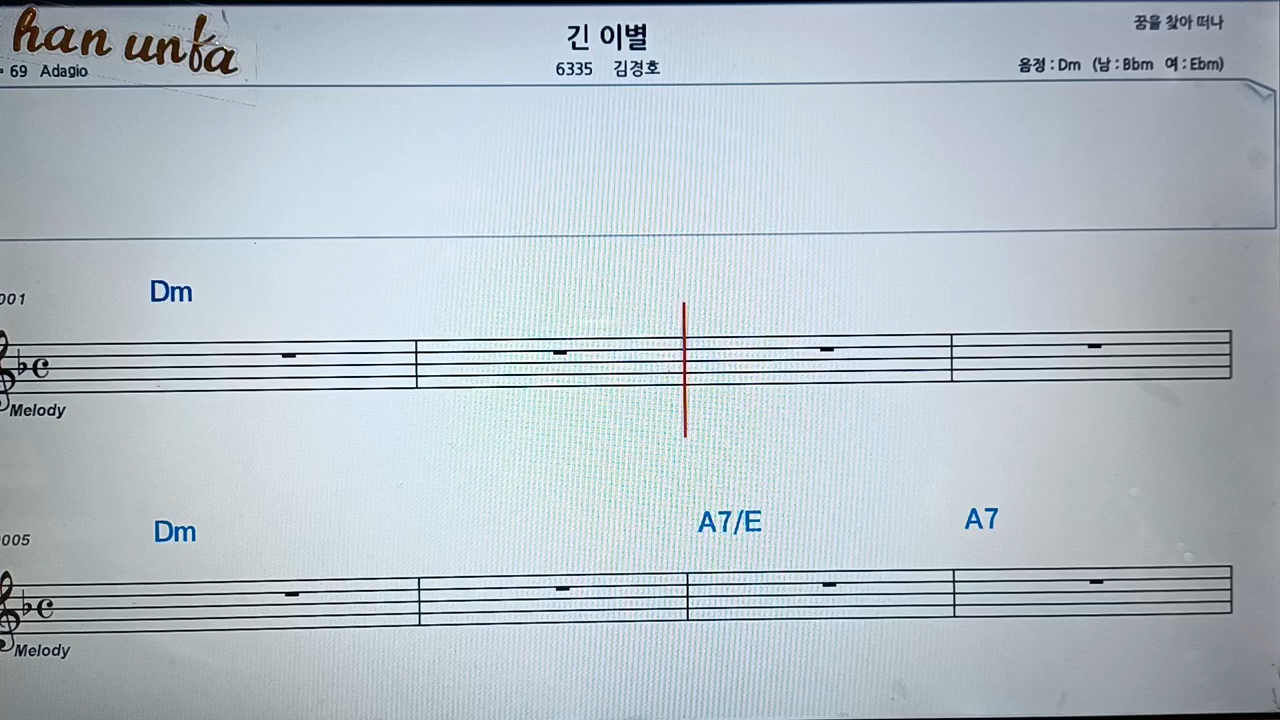 han unfa
긴 이별
꿈을 찾아 떠나
= 69 Adagio
6335 김경호
음정 : Dm (남 : Bbm 여 : Ebm)
001
Dm
Melody
005
Dm A7/E A7
Melody